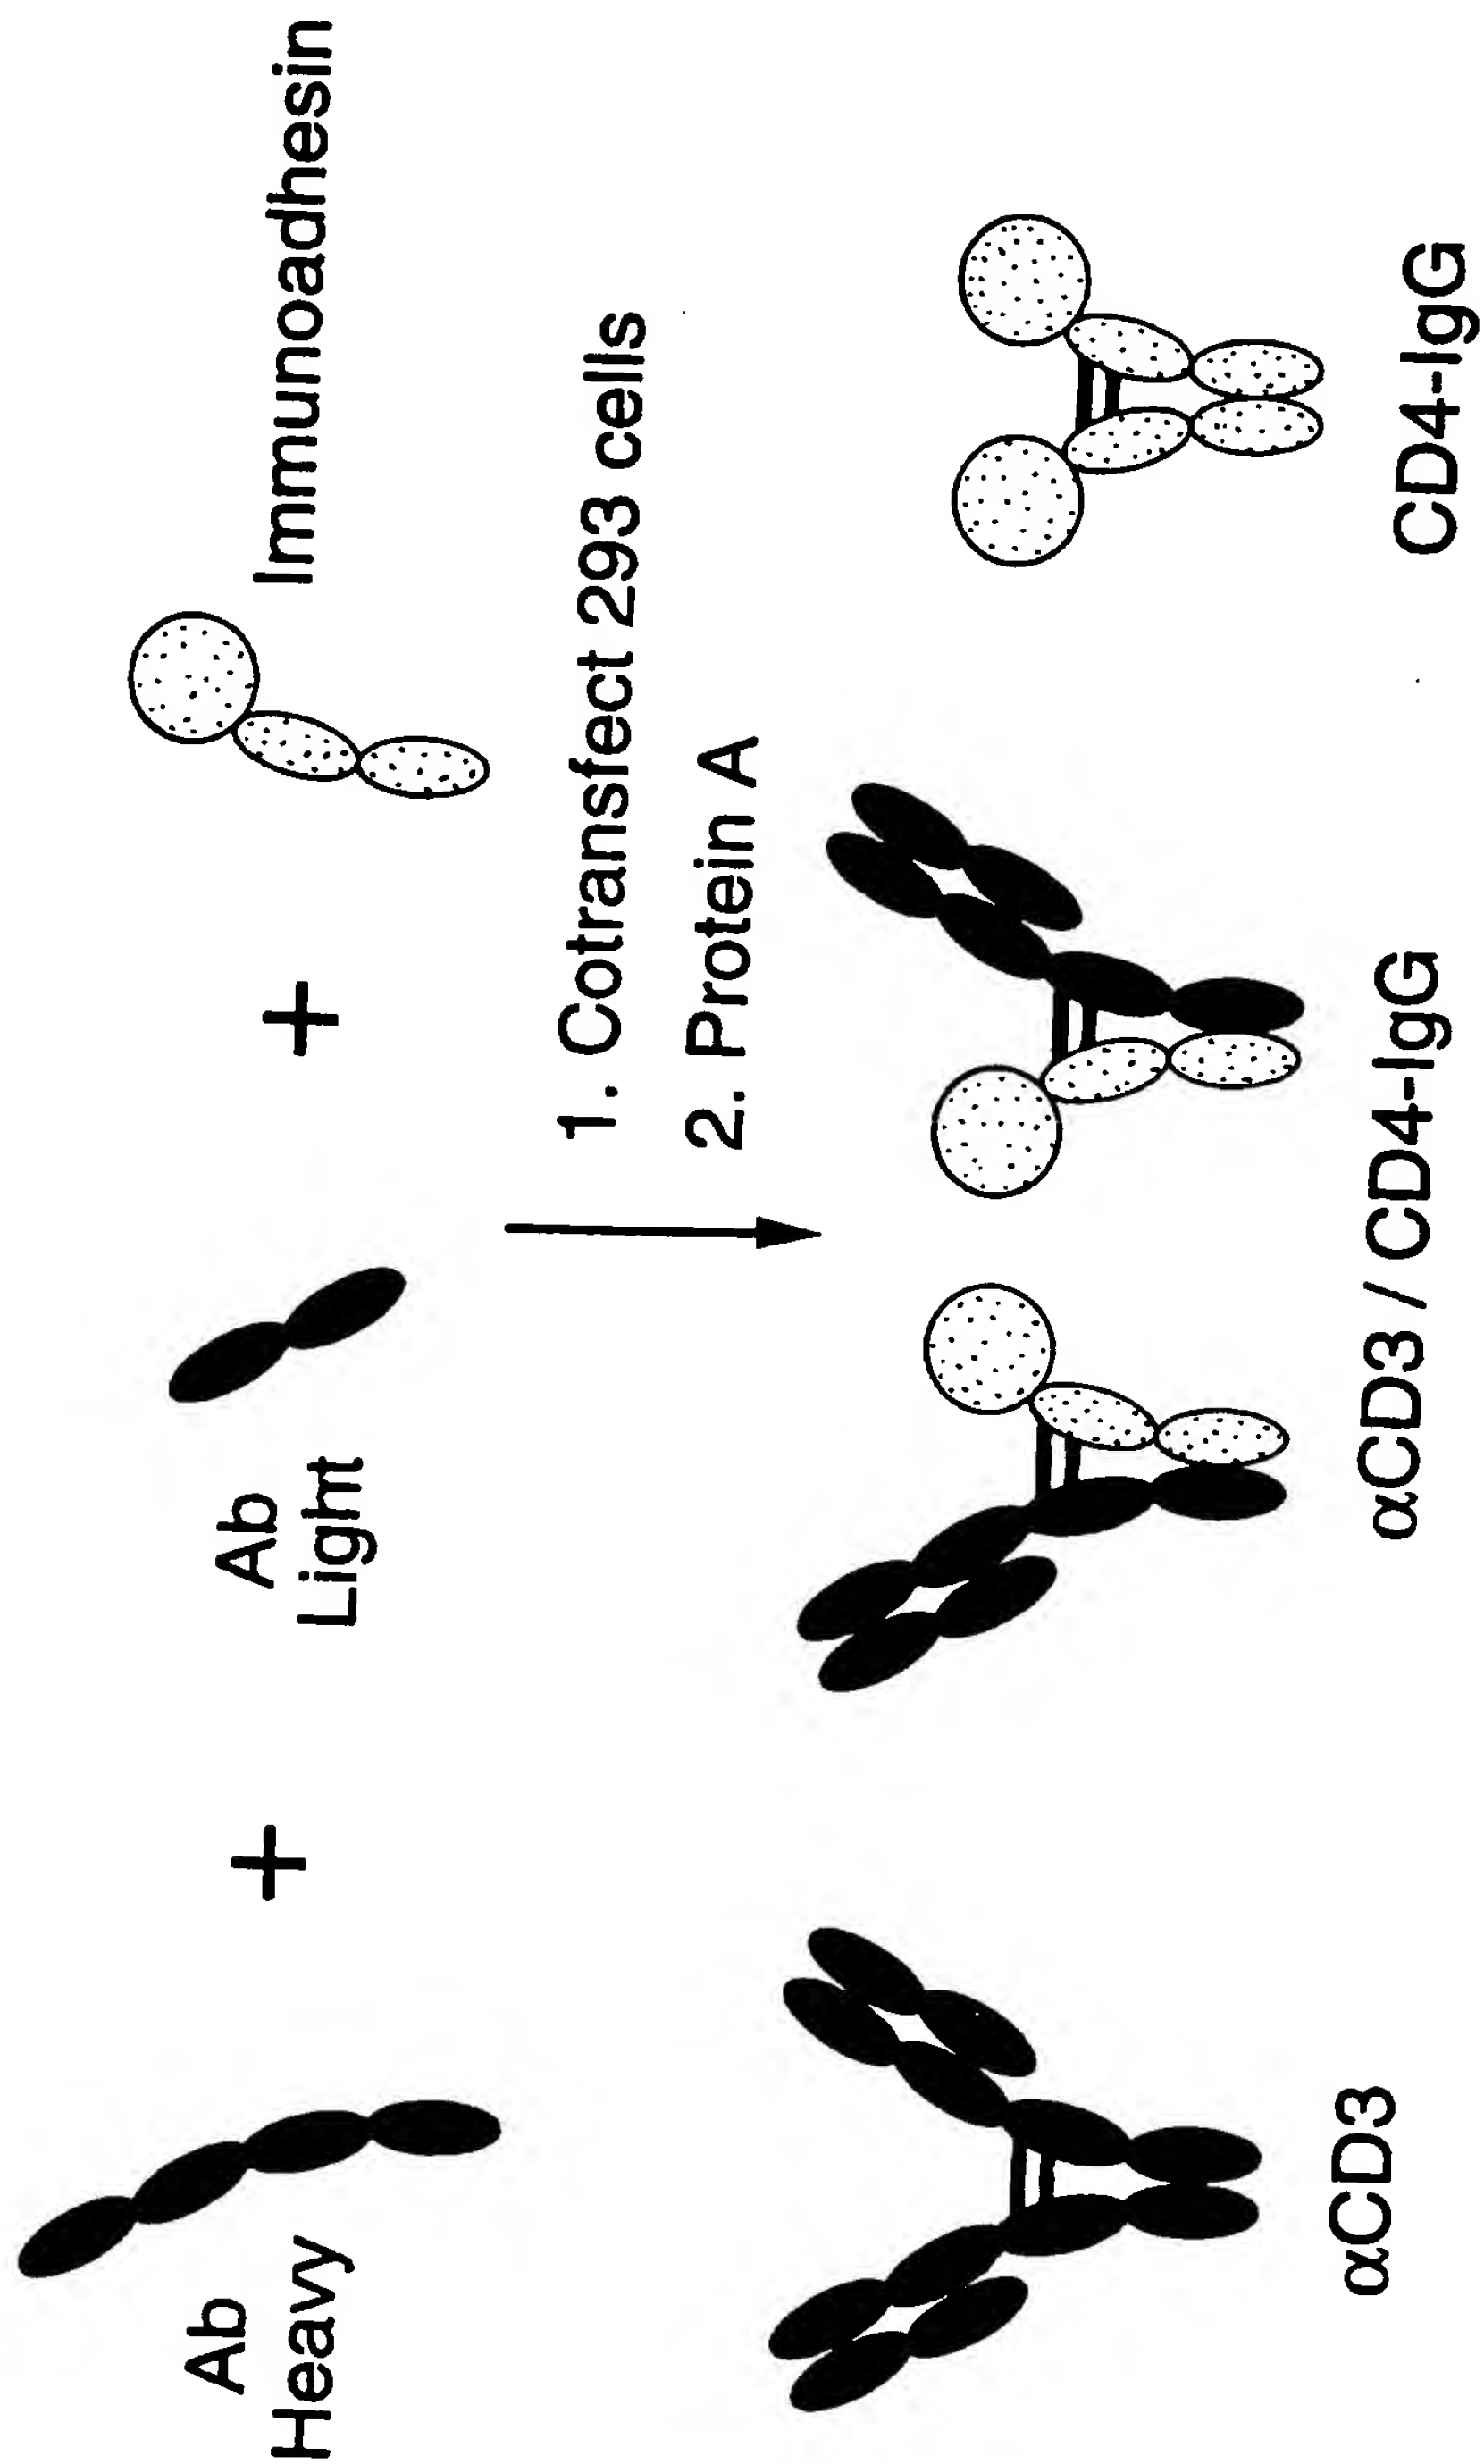 Ab
Heavy
+
Ab
Light
+
Immunoadhesin
1. Cotransfect 293 cells
2. Protein A
αCD3
αCD3 / CD4-IgG
CD4-IgG